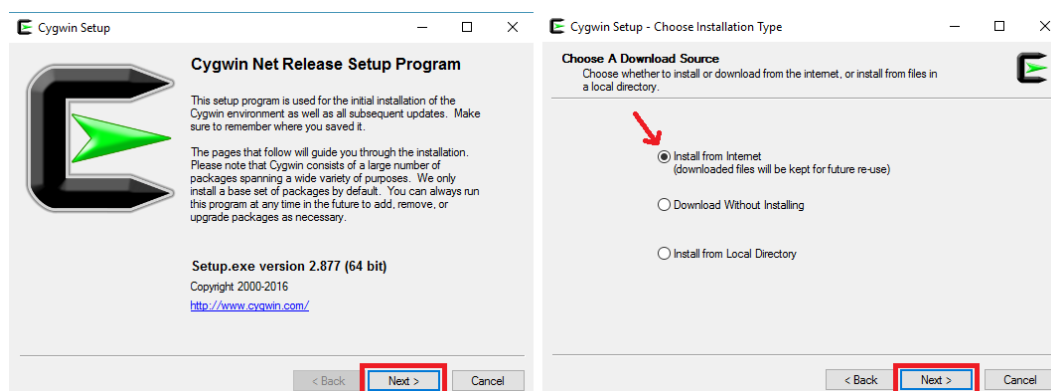 Cygwin Setup
Cygwin Net Release Setup Program
This setup program is used for the initial installation of the
Cygwin environment as well as all subsequent updates. Make
sure to remember where you saved it.
The pages that follow will guide you through the installation.
Please note that Cygwin consists of a large number of
packages spanning a wide variety of purposes. We only
install a base set of packages by default. You can always run
this program at any time in the future to add, remove, or
upgrade packages as necessary.
Setup.exe version 2.877 (64 bit)
Copyright 2000-2016
http://www.cygwin.com/
< Back
Next >
Cancel
Cygwin Setup - Choose Installation Type
Choose A Download Source
Choose whether to install or download from the internet, or install from files in
a local directory.
Install from Internet
(downloaded files will be kept for future re-use)
Download Without Installing
Install from Local Directory
< Back
Next >
Cancel